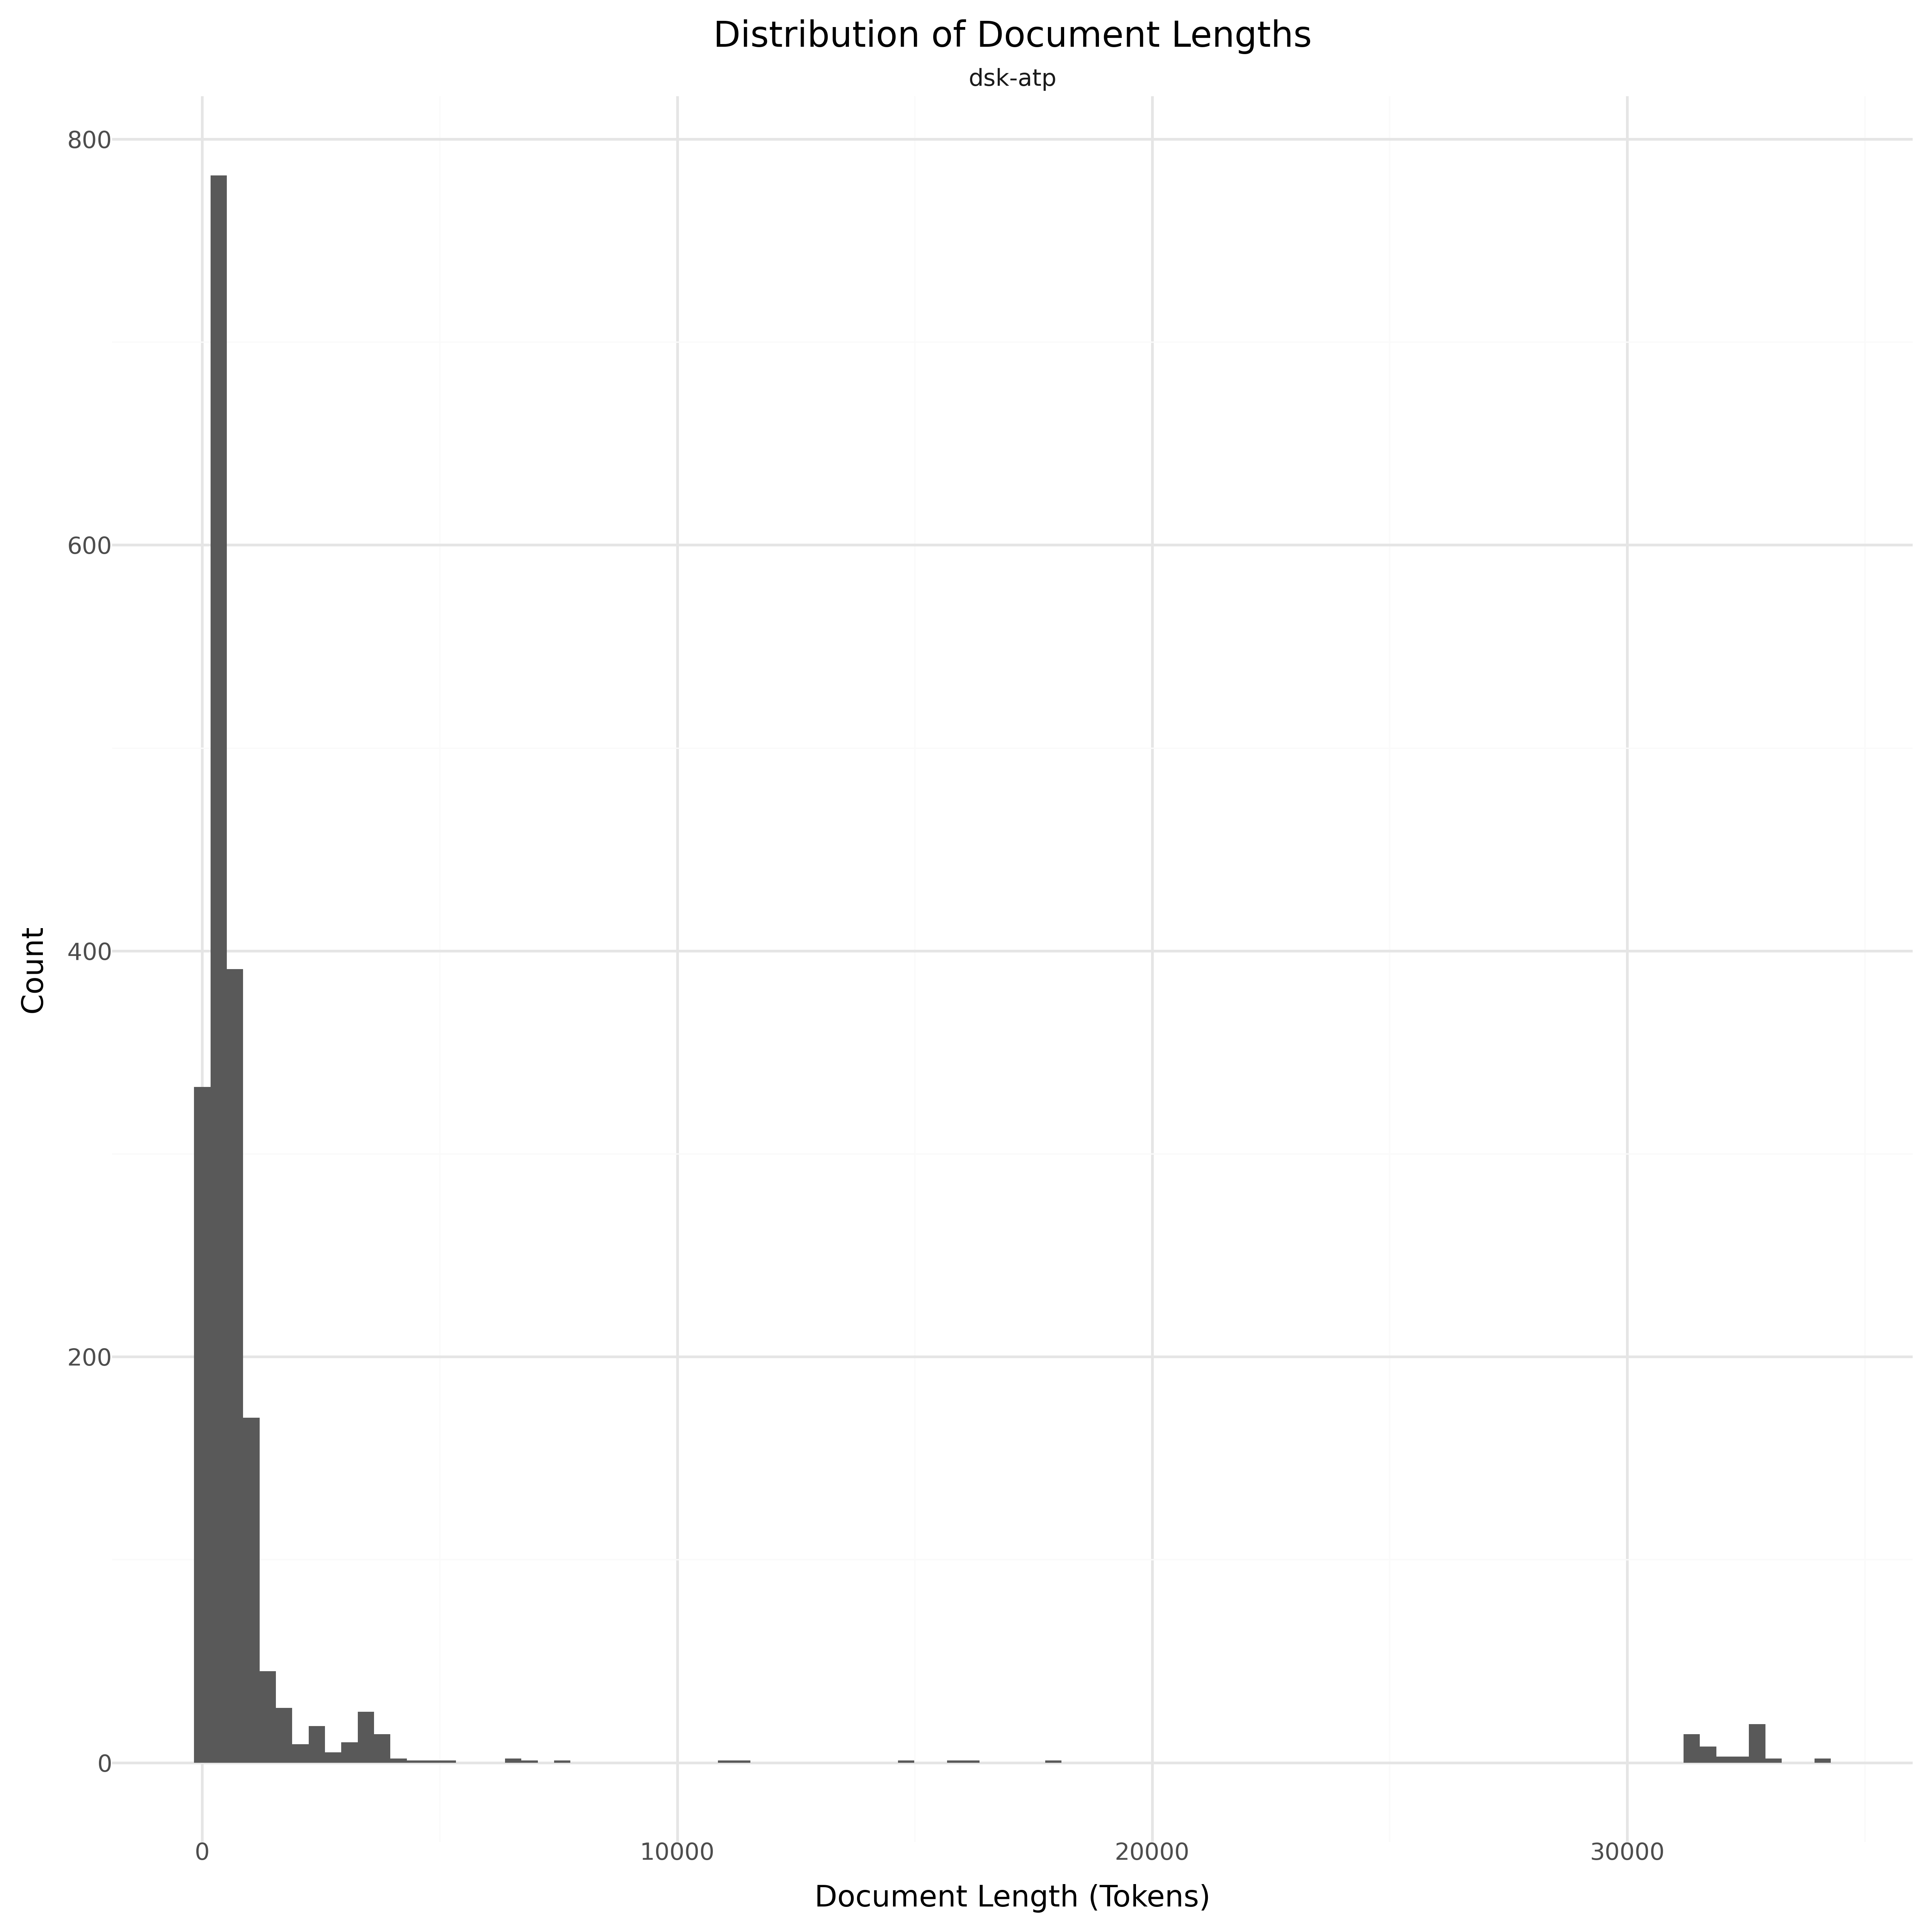 Distribution of Document Lengths
dsk-atp
800
600
400
200
0
Count
0 10000 20000 30000
Document Length (Tokens)